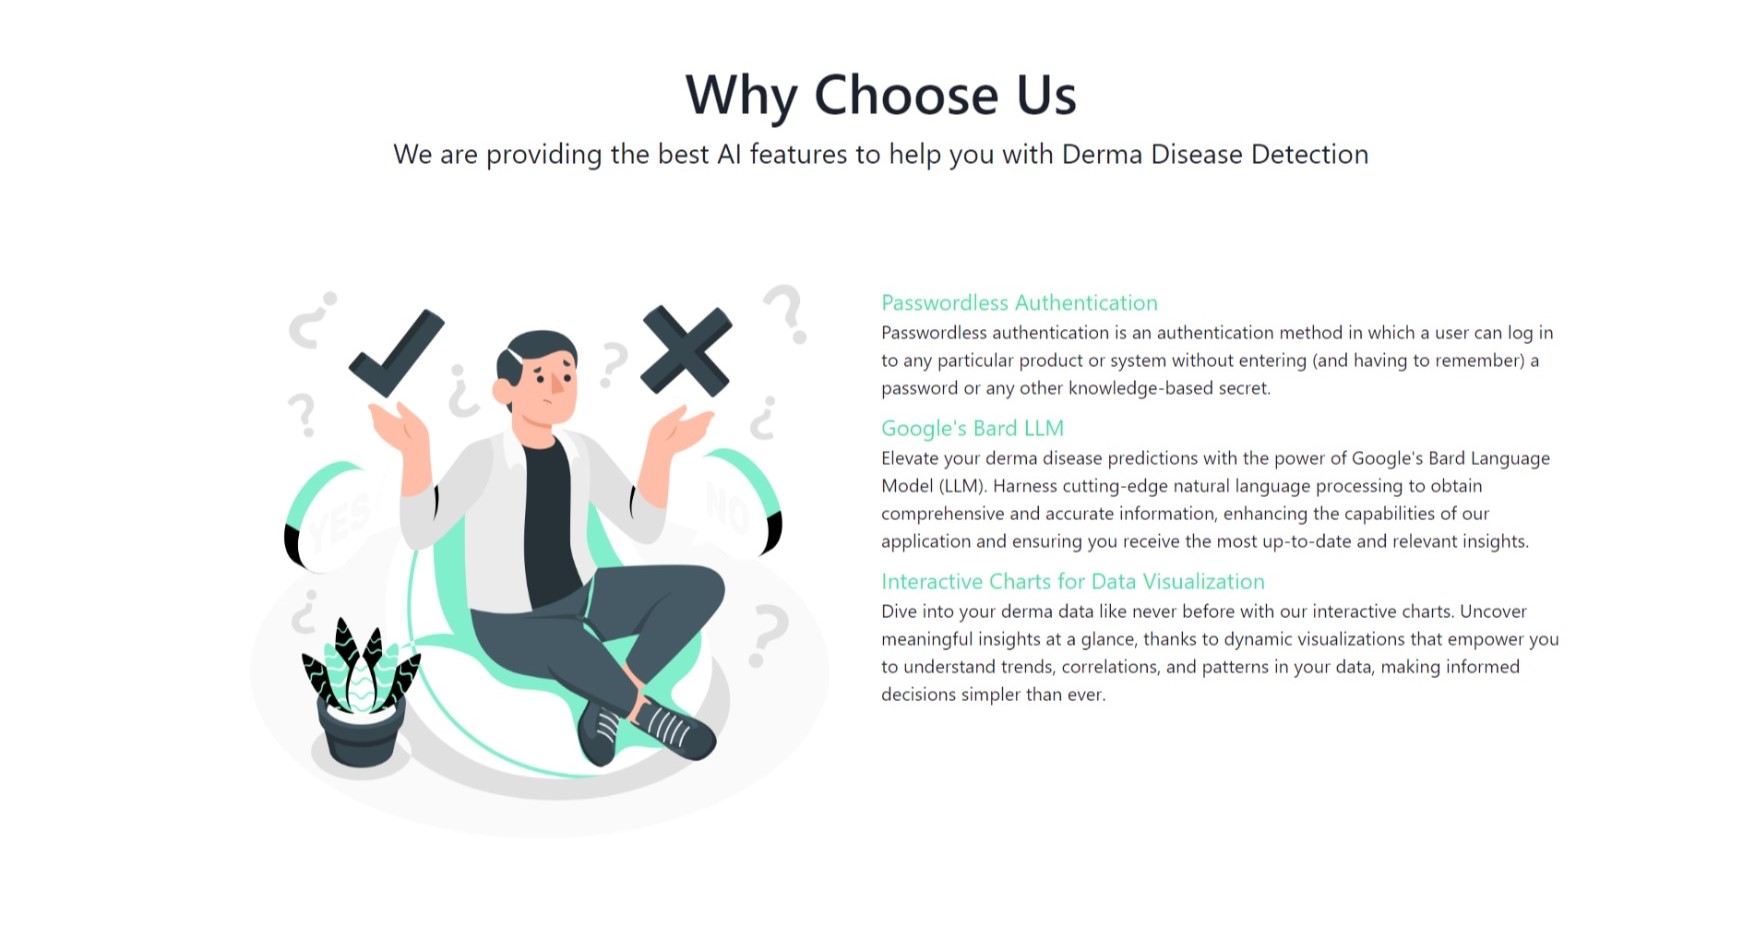 Why Choose Us
We are providing the best AI features to help you with Derma Disease Detection
YES
NO
Passwordless Authentication
Passwordless authentication is an authentication method in which a user can log in
to any particular product or system without entering (and having to remember) a
password or any other knowledge-based secret.
Google's Bard LLM
Elevate your derma disease predictions with the power of Google's Bard Language
Model (LLM). Harness cutting-edge natural language processing to obtain
comprehensive and accurate information, enhancing the capabilities of our
application and ensuring you receive the most up-to-date and relevant insights.
Interactive Charts for Data Visualization
Dive into your derma data like never before with our interactive charts. Uncover
meaningful insights at a glance, thanks to dynamic visualizations that empower you
to understand trends, correlations, and patterns in your data, making informed
decisions simpler than ever.